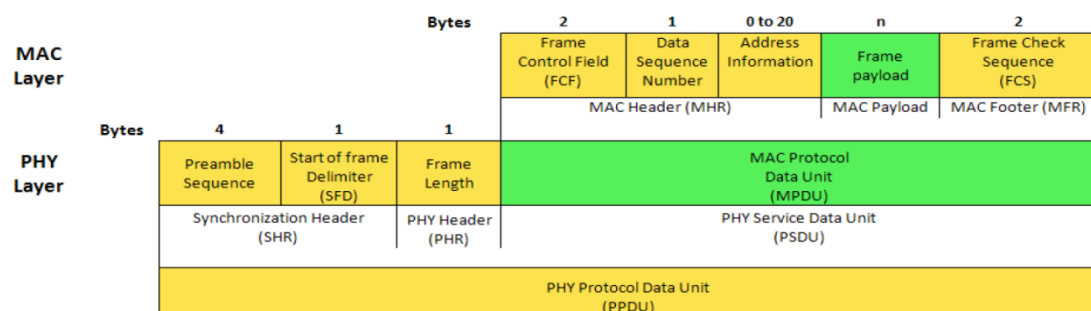 Bytes 2 1 0 to 20 n 2
MAC
Layer
Frame
Control Field
(FCF)
Data
Sequence
Number
Address
Information
Frame
payload
Frame Check
Sequence
(FCS)
MAC Header (MHR)
MAC Payload
MAC Footer (MFR)
Bytes 4 1 1
PHY
Layer
Preamble
Sequence
Start of frame
Delimiter
(SFD)
Frame
Length
MAC Protocol
Data Unit
(MPDU)
Synchronization Header
(SHR)
PHY Header
(PHR)
PHY Service Data Unit
(PSDU)
PHY Protocol Data Unit
(PPDU)